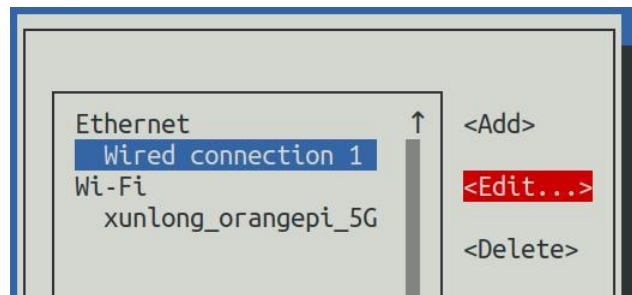 Ethernet ↑ <Add>
Wired connection 1
Wi-Fi <Edit...>
xunlong_orangepi_5G
<Delete>